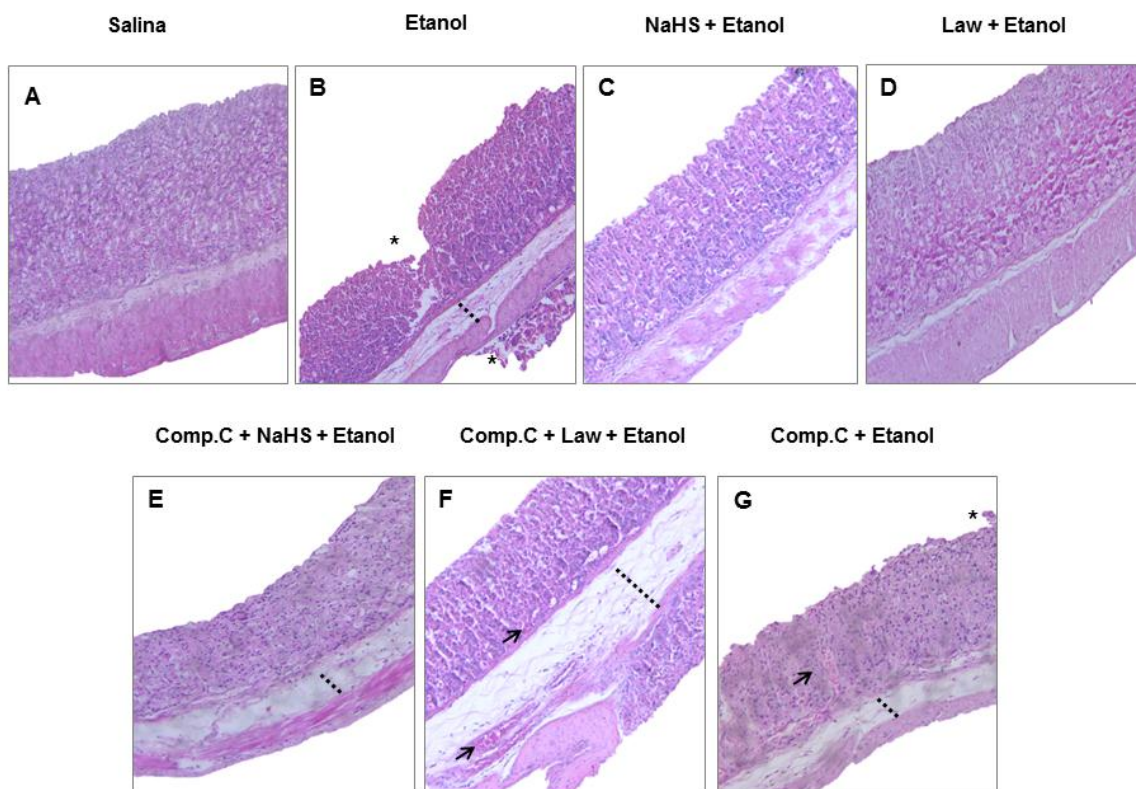 Salina
Etanol
NaHS + Etanol
Law + Etanol
A
B
C
D
*
*
Comp.C + NaHS + Etanol
Comp.C + Law + Etanol
Comp.C + Etanol
E
F
G
*